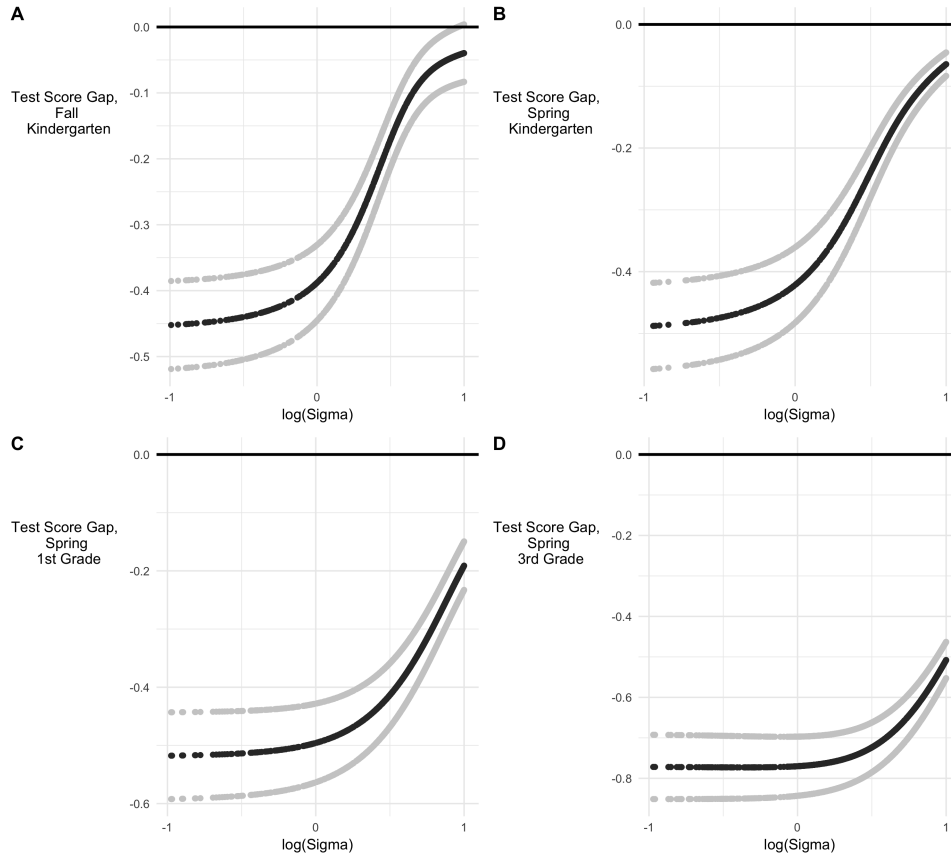 A
Test Score Gap,
Fall
Kindergarten
0.0
-0.1
-0.2
-0.3
-0.4
-0.5
-1
0
1
log(Sigma)
B
Test Score Gap,
Spring
Kindergarten
0.0
-0.2
-0.4
-1
0
1
log(Sigma)
C
Test Score Gap,
Spring
1st Grade
0.0
-0.2
-0.4
-0.6
-1
0
1
log(Sigma)
D
Test Score Gap,
Spring
3rd Grade
0.0
-0.2
-0.4
-0.6
-0.8
-1
0
1
log(Sigma)